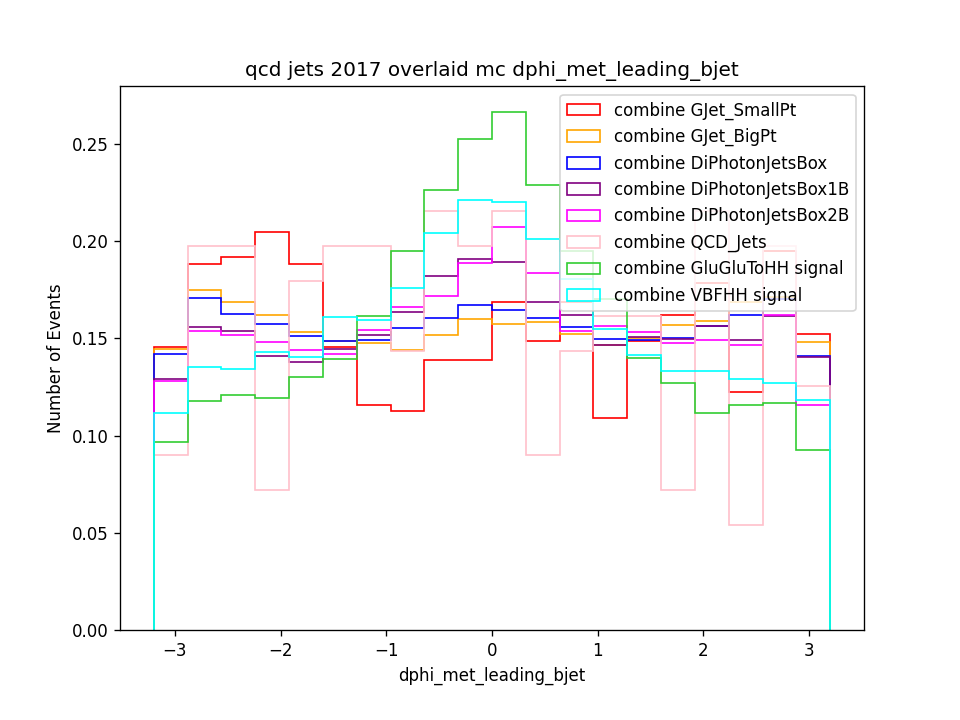 qcd jets 2017 overlaid mc dphi_met_leading_bjet
combine GJet_SmallPt
combine GJet_BigPt
combine DiPhotonJetsBox
combine DiPhotonJetsBox1B
combine DiPhotonJetsBox2B
combine QCD_Jets
combine GluGluToHH signal
combine VBFHH signal
Number of Events
0.25
0.20
0.15
0.10
0.05
0.00
−3 −2 −1 0 1 2 3
dphi_met_leading_bjet